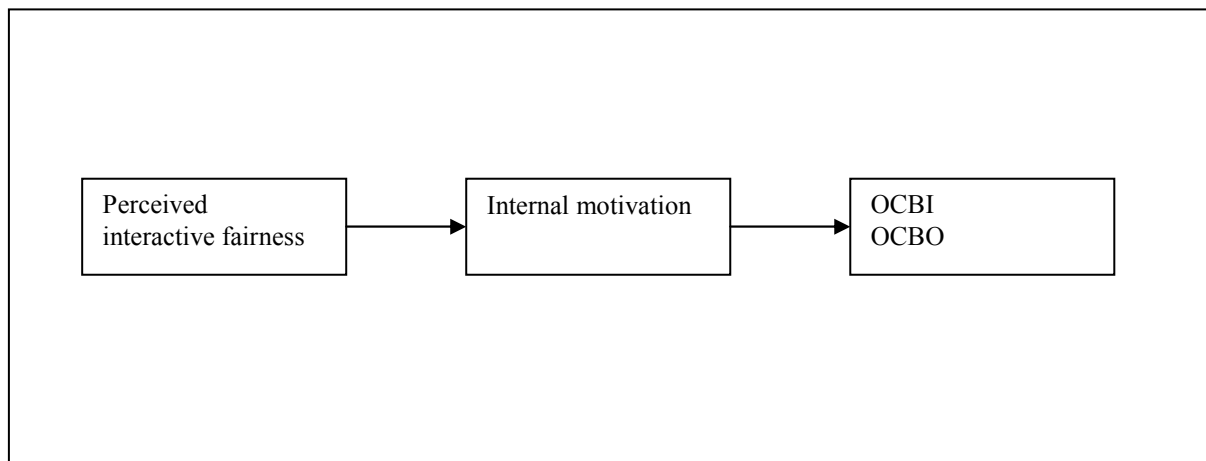 Perceived
interactive fairness
Internal motivation
OCBI
OCBO